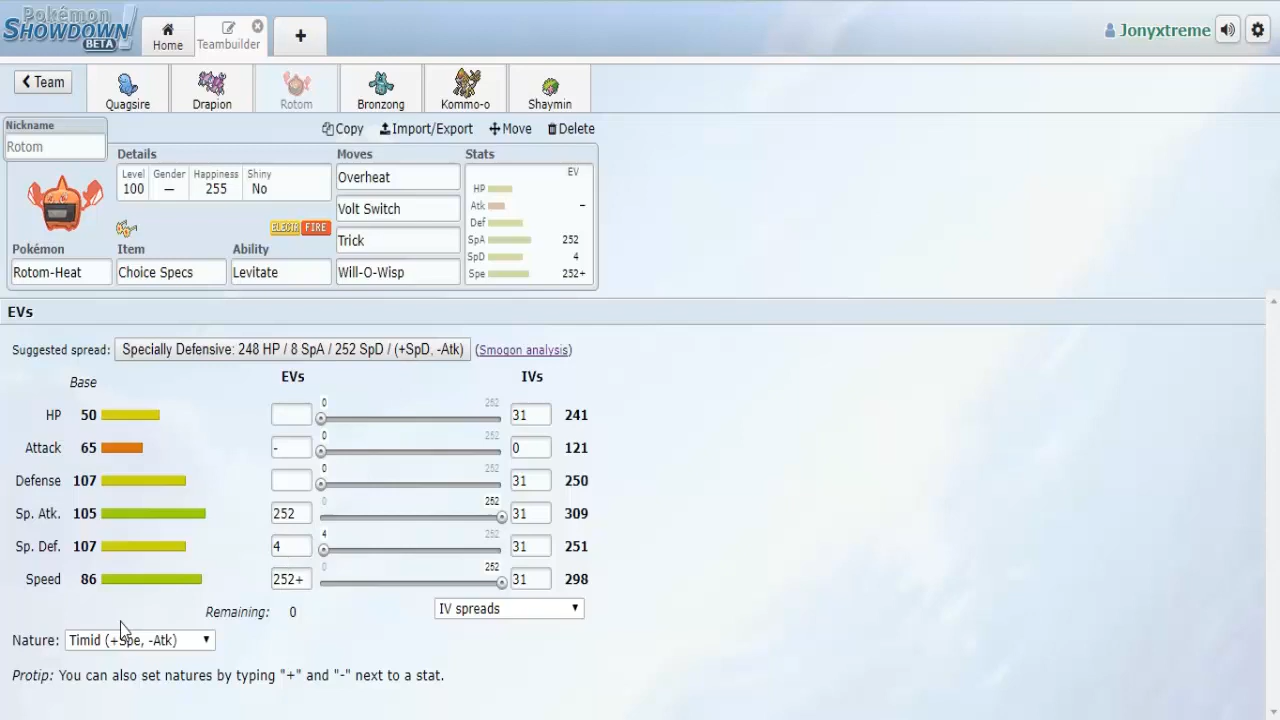 Pokémon
SHOWDOWN!
BETA
Home
Teambuilder
+
Jonyxtreme
Team
Quagsire
Drapion
Rotom
Bronzong
Kommo-o
Shaymin
Nickname
Rotom
Copy
Import/Export
Move
Delete
Details
Moves
Stats
Level
Gender
Happiness
Shiny
100
—
255
No
Overheat
Volt Switch
Trick
Will-O-Wisp
EV
HP
Atk –
Def
SpA 252
SpD 4
Spe 252+
ELECTR FIRE
Pokémon
Item
Ability
Rotom-Heat
Choice Specs
Levitate
EVs
Suggested spread: Specially Defensive: 248 HP / 8 SpA / 252 SpD / (+SpD, -Atk) (Smogon analysis)
Base EVs IVs
HP 50 0 252 31 241
Attack 65 - 0 252 0 121
Defense 107 0 252 31 250
Sp. Atk. 105 252 0 252 31 309
Sp. Def. 107 4 4 252 31 251
Speed 86 252+ 252 31 298
Remaining: 0 IV spreads
Nature: Timid (+Spe, -Atk)
Protip: You can also set natures by typing "+" and "-" next to a stat.